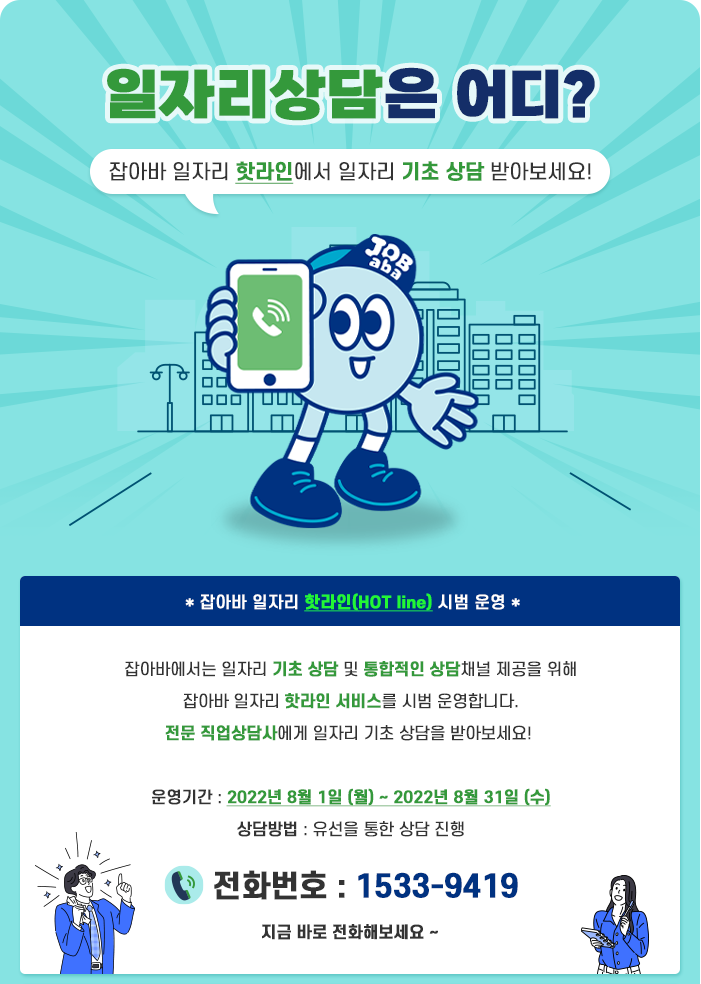 일자리상담은 어디?
잡아바 일자리 핫라인에서 일자리 기초 상담 받아보세요!
JOB
aba
* 잡아바 일자리 핫라인(HOT line) 시범 운영 *
잡아바에서는 일자리 기초 상담 및 통합적인 상담채널 제공을 위해
잡아바 일자리 핫라인 서비스를 시범 운영합니다.
전문 직업상담사에게 일자리 기초 상담을 받아보세요!
운영기간 : 2022년 8월 1일 (월) ~ 2022년 8월 31일 (수)
상담방법 : 유선을 통한 상담 진행
전화번호 : 1533-9419
지금 바로 전화해보세요 ~